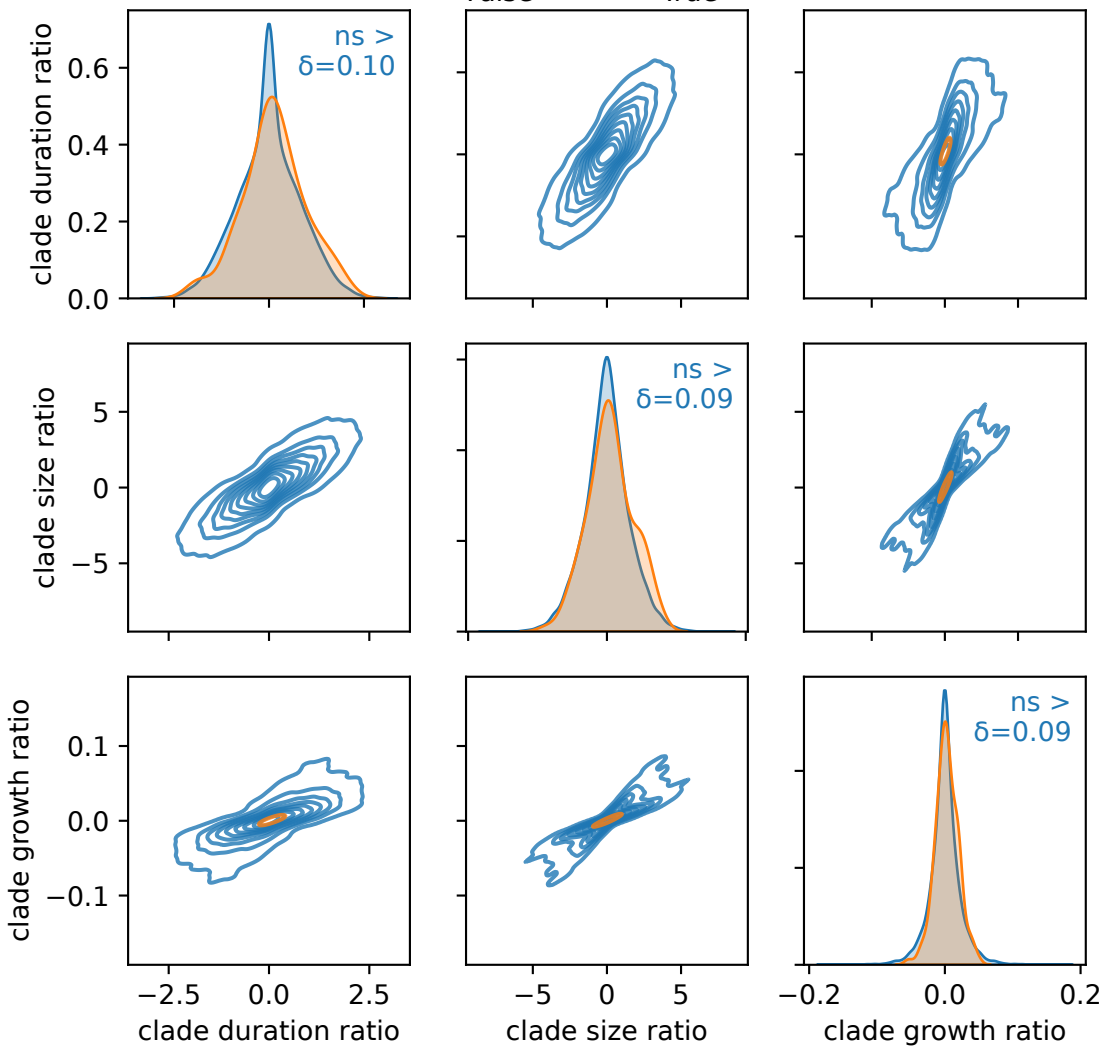 clade duration ratio
0.6
0.4
0.2
0.0
ns >
δ=0.10
clade size ratio
5
0
−5
ns >
δ=0.09
clade growth ratio
0.1
0.0
−0.1
ns >
δ=0.09
−2.5 0.0 2.5
−5 0 5
−0.2 0.0 0.2
clade duration ratio
clade size ratio
clade growth ratio